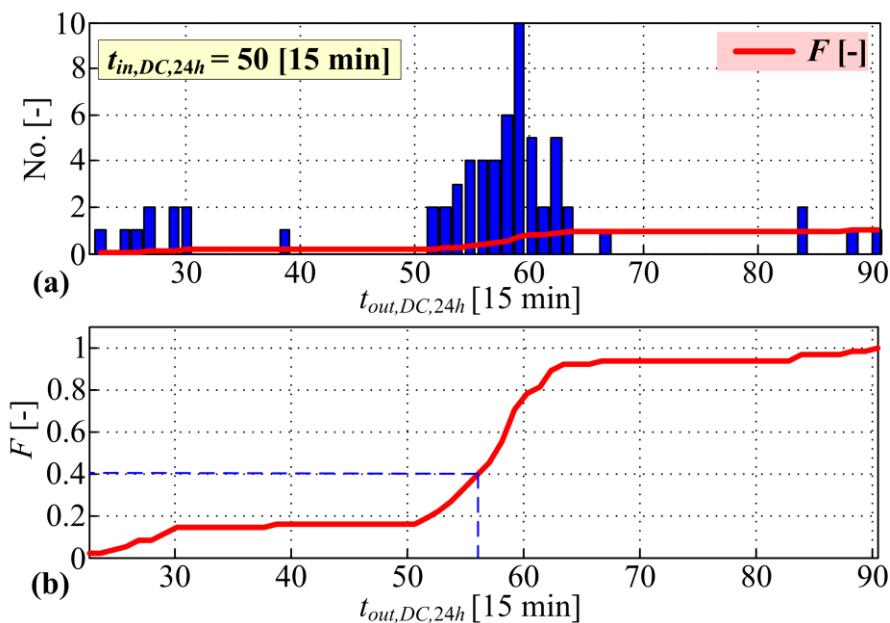 10
t_in,DC,24h = 50 [15 min]
F [-]
8
6
No. [-]
4
2
0
30 40 50 60 70 80 90
(a)
t_out,DC,24h [15 min]
1
0.8
F [-]
0.6
0.4
0.2
0
30 40 50 60 70 80 90
(b)
t_out,DC,24h [15 min]